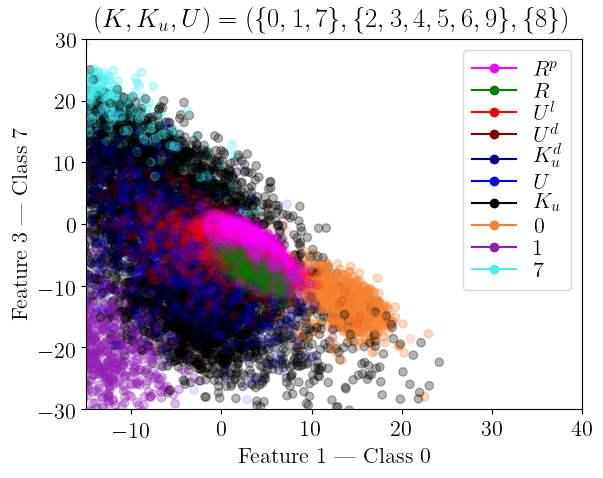 (K, K_u, U) = ({0, 1, 7}, {2, 3, 4, 5, 6, 9}, {8})
30
20
10
0
−10
−20
−30
Feature 3 — Class 7
R^p
R
U^l
U^d
K_u^d
U
K_u
0
1
7
−10
0
10
20
30
40
Feature 1 — Class 0